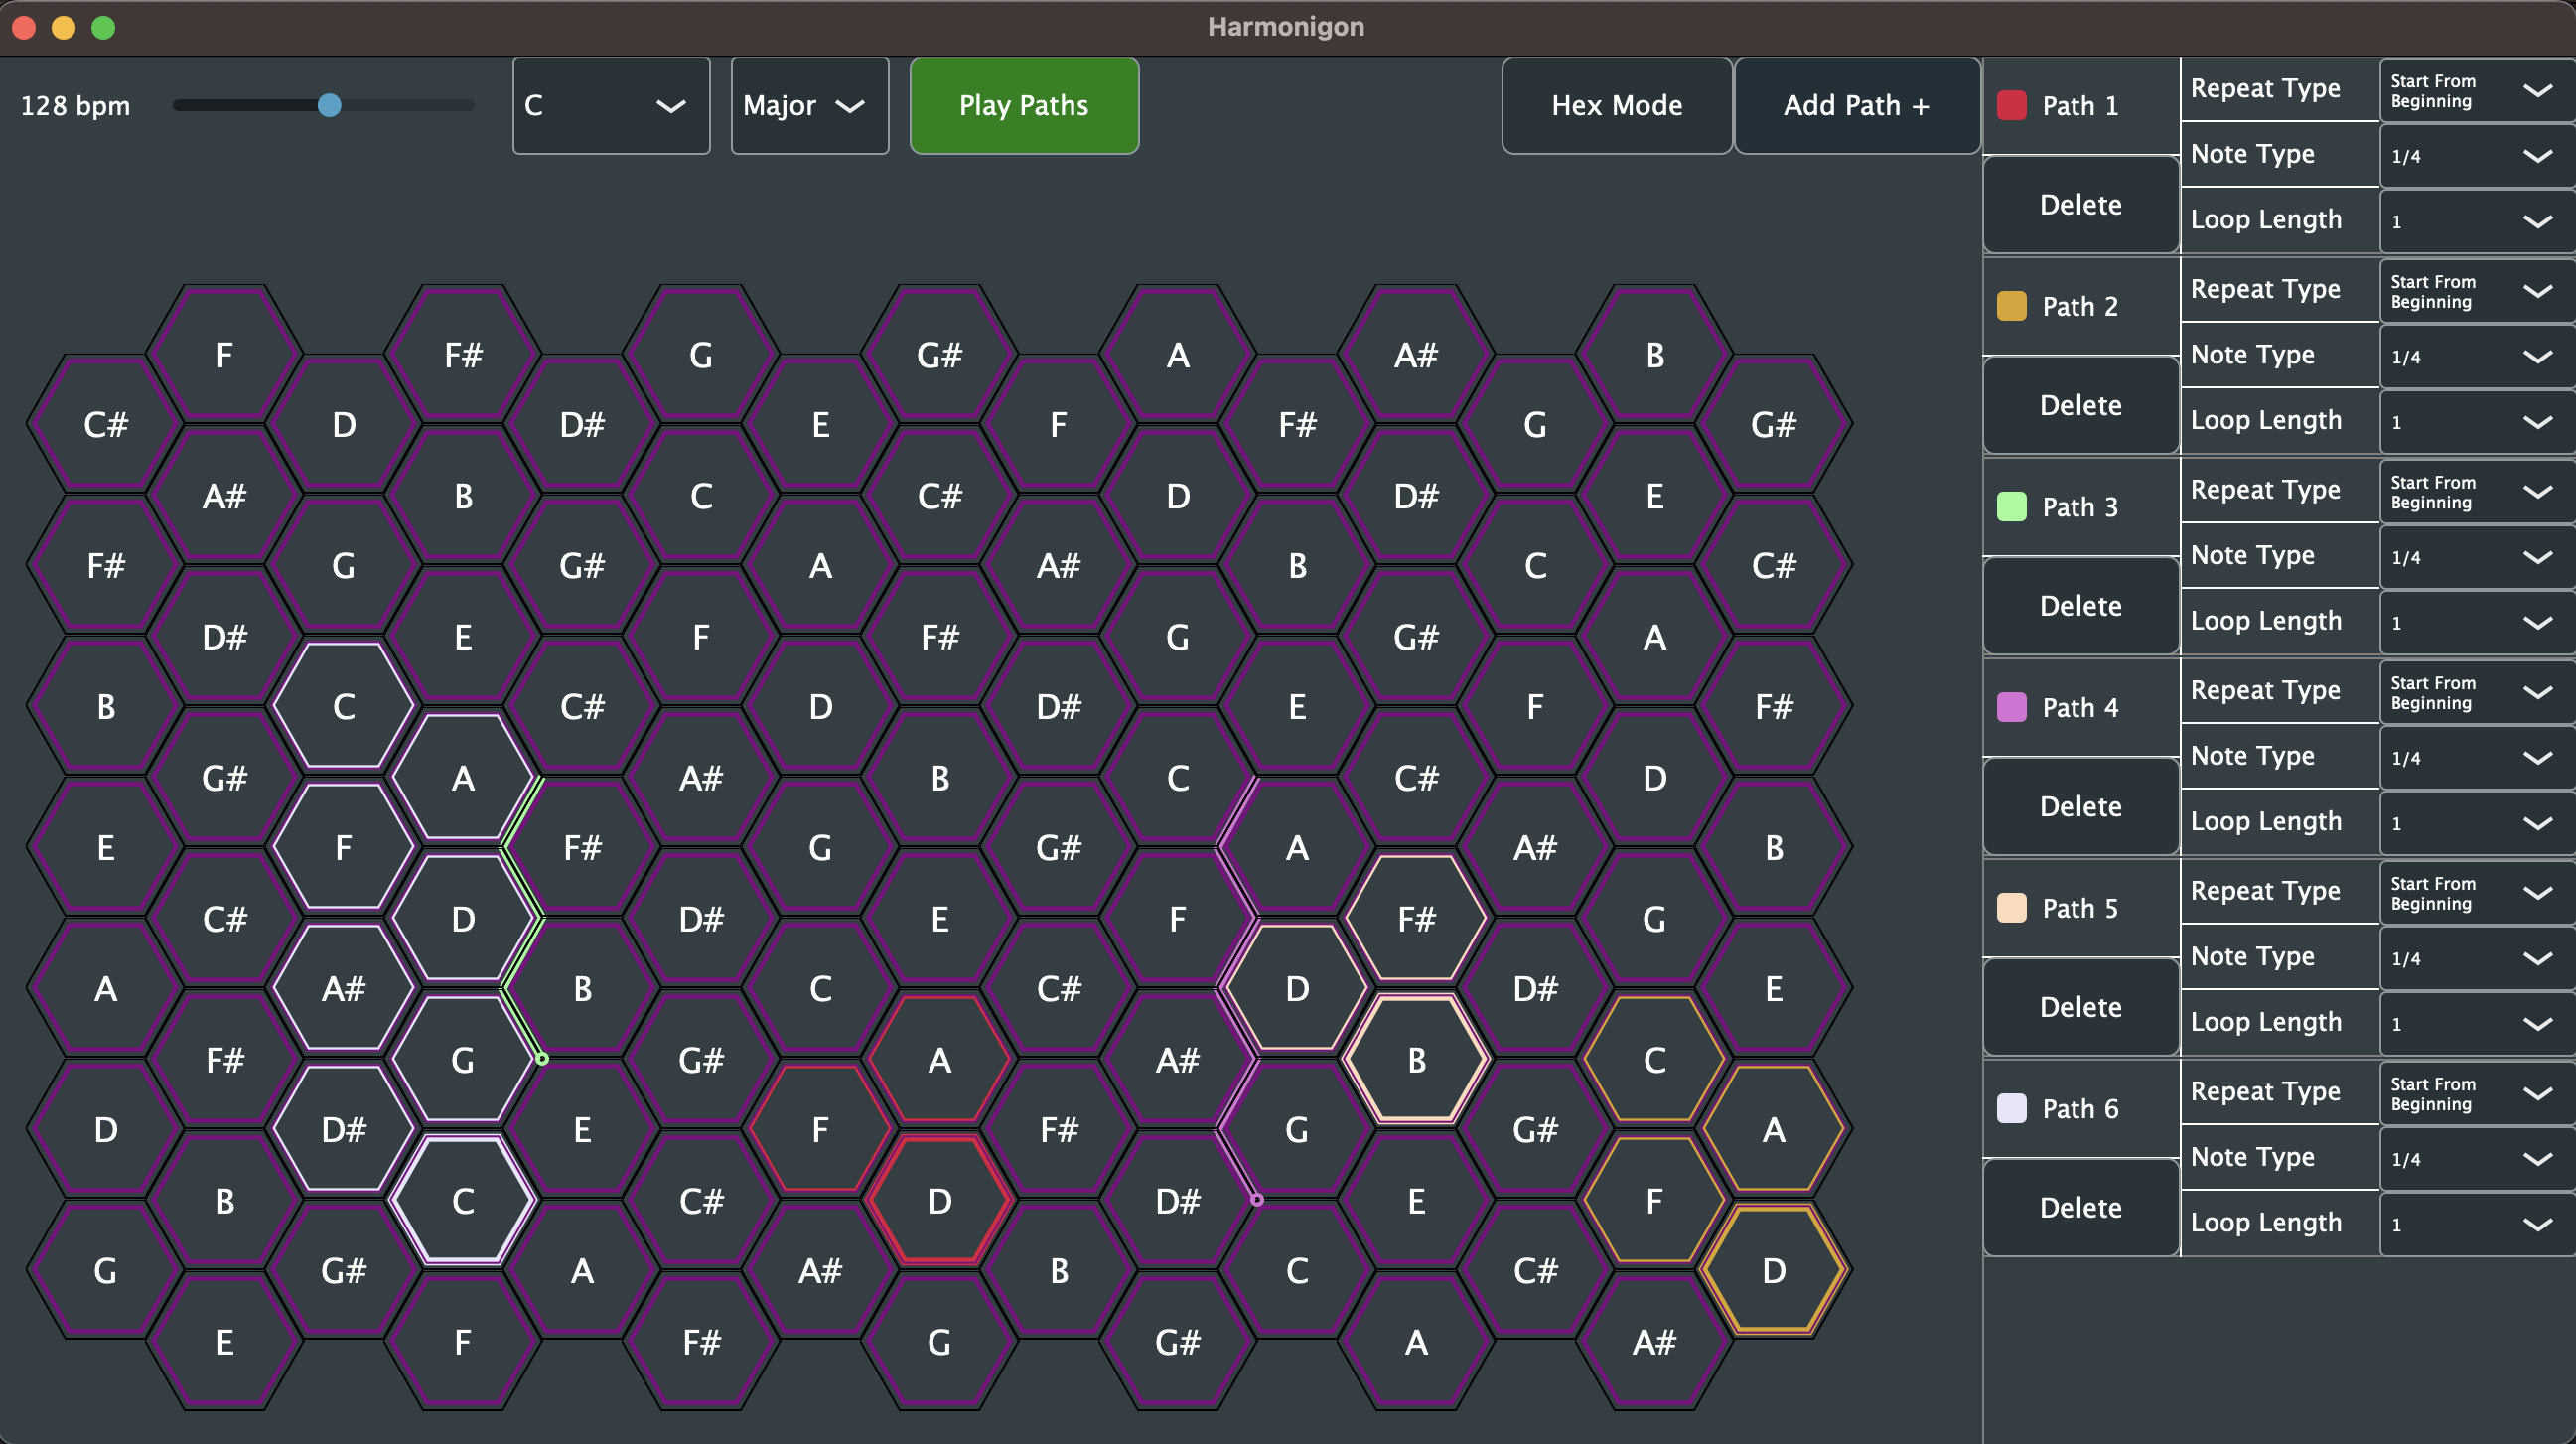 Harmonigon
128 bpm
C
Major
Play Paths
Hex Mode
Add Path +
F F# G G# A A# B
C# D D# E F F# G G#
A# B C C# D D# E
F# G G# A A# B C C#
D# E F F# G G# A
B C C# D D# E F F#
G# A A# B C C# D
E F F# G G# A A# B
C# D D# E F F# G
A A# B C C# D D# E
F# G G# A A# B C
D D# E F F# G G# A
B C C# D D# E F
G G# A A# B C C# D
E F F# G G# A A#
Path 1
Delete
Repeat Type
Start From
Beginning
Note Type
1/4
Loop Length
1
Path 2
Delete
Repeat Type
Start From
Beginning
Note Type
1/4
Loop Length
1
Path 3
Delete
Repeat Type
Start From
Beginning
Note Type
1/4
Loop Length
1
Path 4
Delete
Repeat Type
Start From
Beginning
Note Type
1/4
Loop Length
1
Path 5
Delete
Repeat Type
Start From
Beginning
Note Type
1/4
Loop Length
1
Path 6
Delete
Repeat Type
Start From
Beginning
Note Type
1/4
Loop Length
1